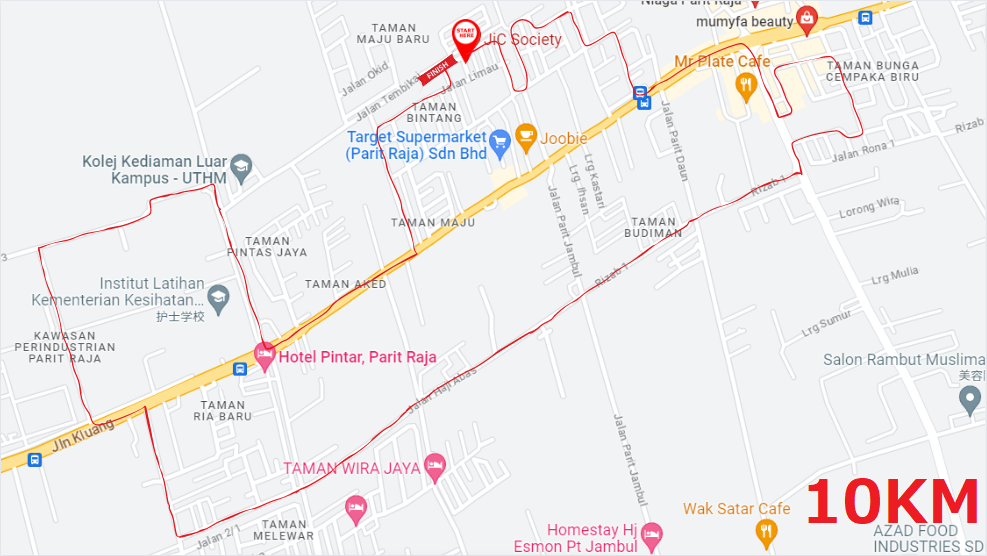 Niaga Parit Raja
mumyfa beauty
TAMAN
MAJU BARU
START
HERE
JiC Society
FINISH
Jalan Okid
Jalan Tembikai
Jalan Limau
Mr Plate Cafe
TAMAN BUNGA
CEMPAKA BIRU
TAMAN
BINTANG
Target Supermarket
(Parit Raja) Sdn Bhd
Joobie
Jalan Parit Daun
Rizab
Jalan Rona 1
Kolej Kediaman Luar
Kampus - UTHM
Lrg Kastari
Lrg. Ihsan
Jalan Parit Jambul
Rizab 1
Lorong Wira
TAMAN MAJU
TAMAN
BUDIMAN
TAMAN
PINTAS JAYA
3
Institut Latihan
Kementerian Kesihatan...
护士学校
TAMAN AKED
Rizab 1
Lrg Mulia
Lrg Sumur
KAWASAN
PERINDUSTRIAN
PARIT RAJA
Hotel Pintar, Parit Raja
Salon Rambut Muslima
美容
Jalan Haji Abas
TAMAN
RIA BARU
Jln Kluang
Jalan Parit Jambul
TAMAN WIRA JAYA
10KM
Wak Satar Cafe
Jalan 2/1
TAMAN
MELEWAR
Homestay Hj
Esmon Pt Jambul
AZAD FOOD
INDUSTRIES SD